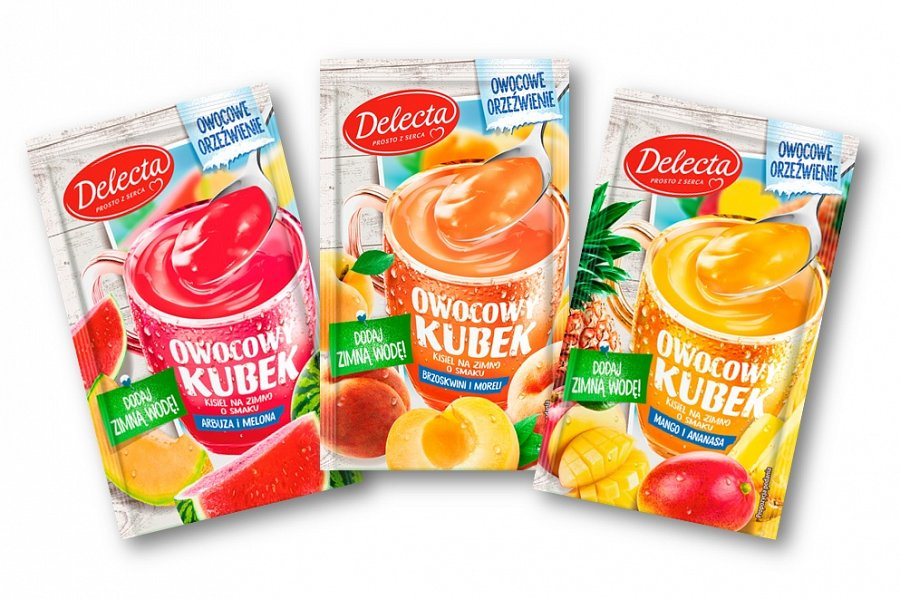 OWOCOWE
ORZEŹWIENIE
Delecta
PROSTO Z SERCA
OWOCOWY
KUBEK
KISIEL NA ZIMNO
O SMAKU
ARBUZA I MELONA
DODAJ
ZIMNĄ WODĘ!
OWOCOWE
ORZEŹWIENIE
Delecta
PROSTO Z SERCA
OWOCOWY
KUBEK
KISIEL NA ZIMNO
O SMAKU
BRZOSKWINI I MORELI
DODAJ
ZIMNĄ WODĘ!
OWOCOWE
ORZEŹWIENIE
Delecta
PROSTO Z SERCA
OWOCOWY
KUBEK
KISIEL NA ZIMNO
O SMAKU
MANGO I ANANASA
DODAJ
ZIMNĄ WODĘ!